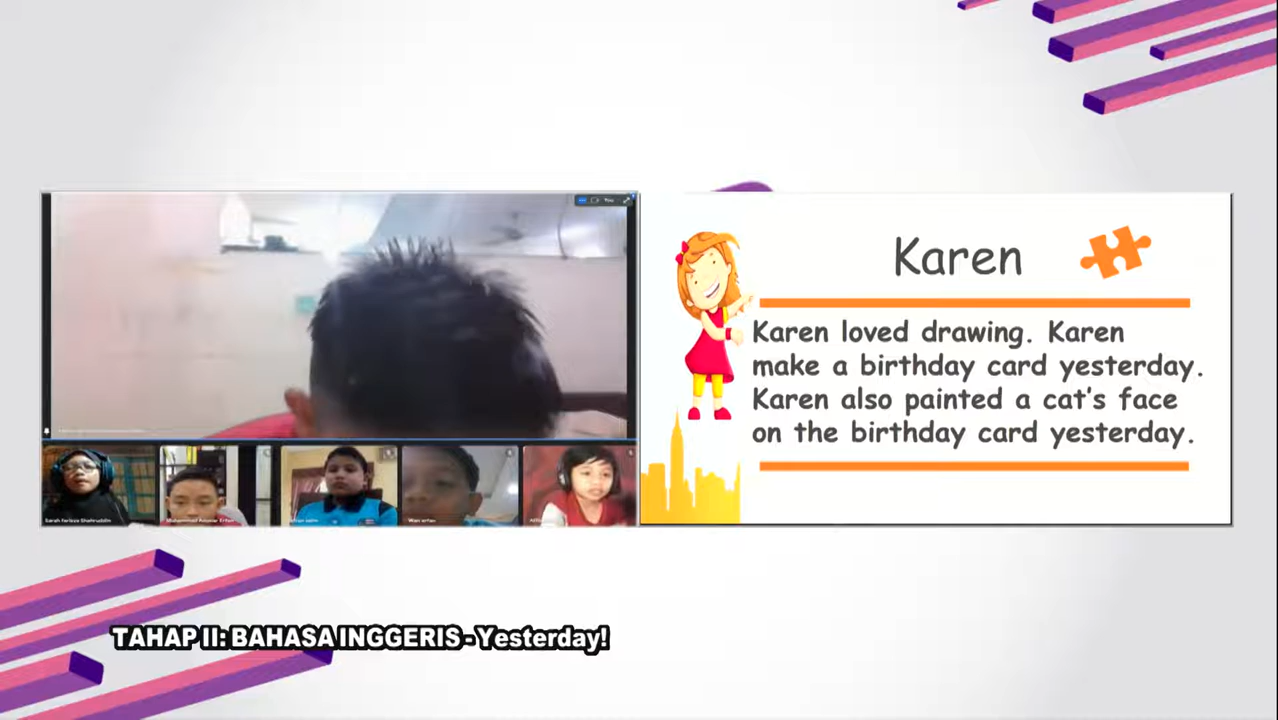 You
Karen
Karen loved drawing. Karen
make a birthday card yesterday.
Karen also painted a cat's face
on the birthday card yesterday.
TAHAP II: BAHASA INGGERIS - Yesterday!